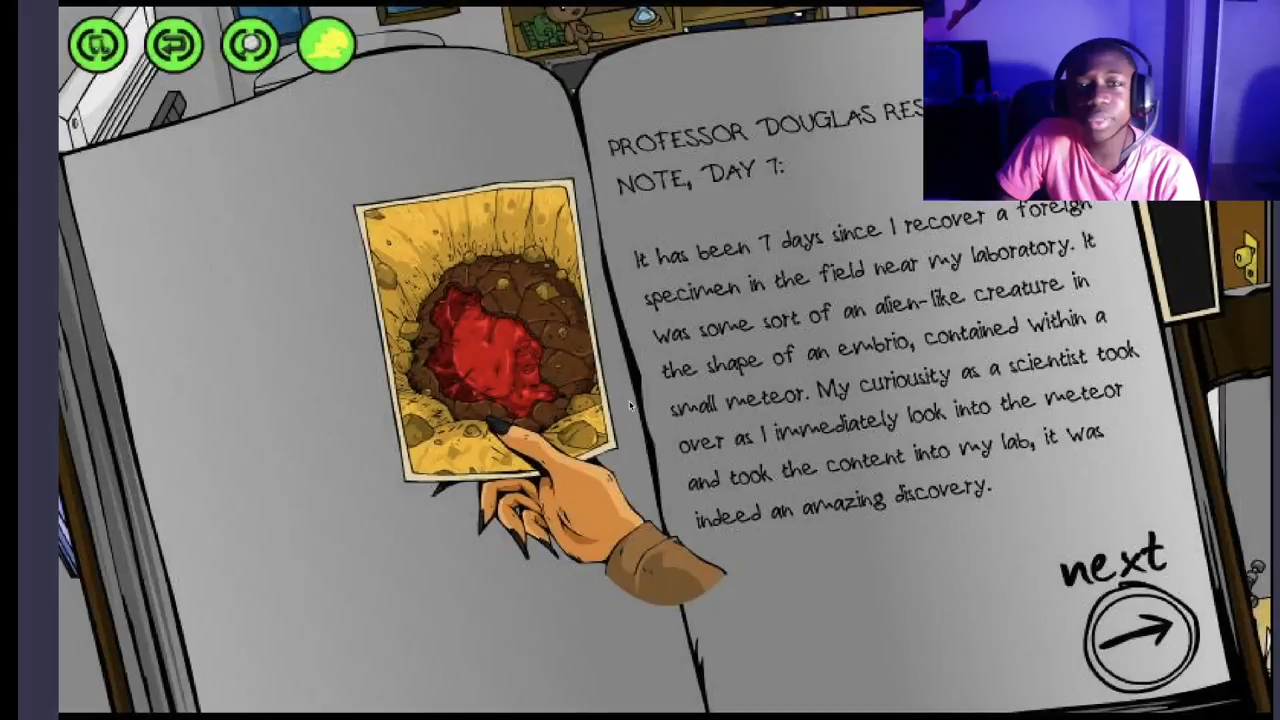 PROFESSOR DOUGLAS
NOTE, DAY 7:
It has been 7 days since I recover a foreign
specimen in the field near my laboratory. It
was some sort of an alien-like creature in
the shape of an embrio, contained within a
small meteor. My curiousity as a scientist took
over as I immediately look into the meteor
and took the content into my lab, it was
indeed an amazing discovery.
next